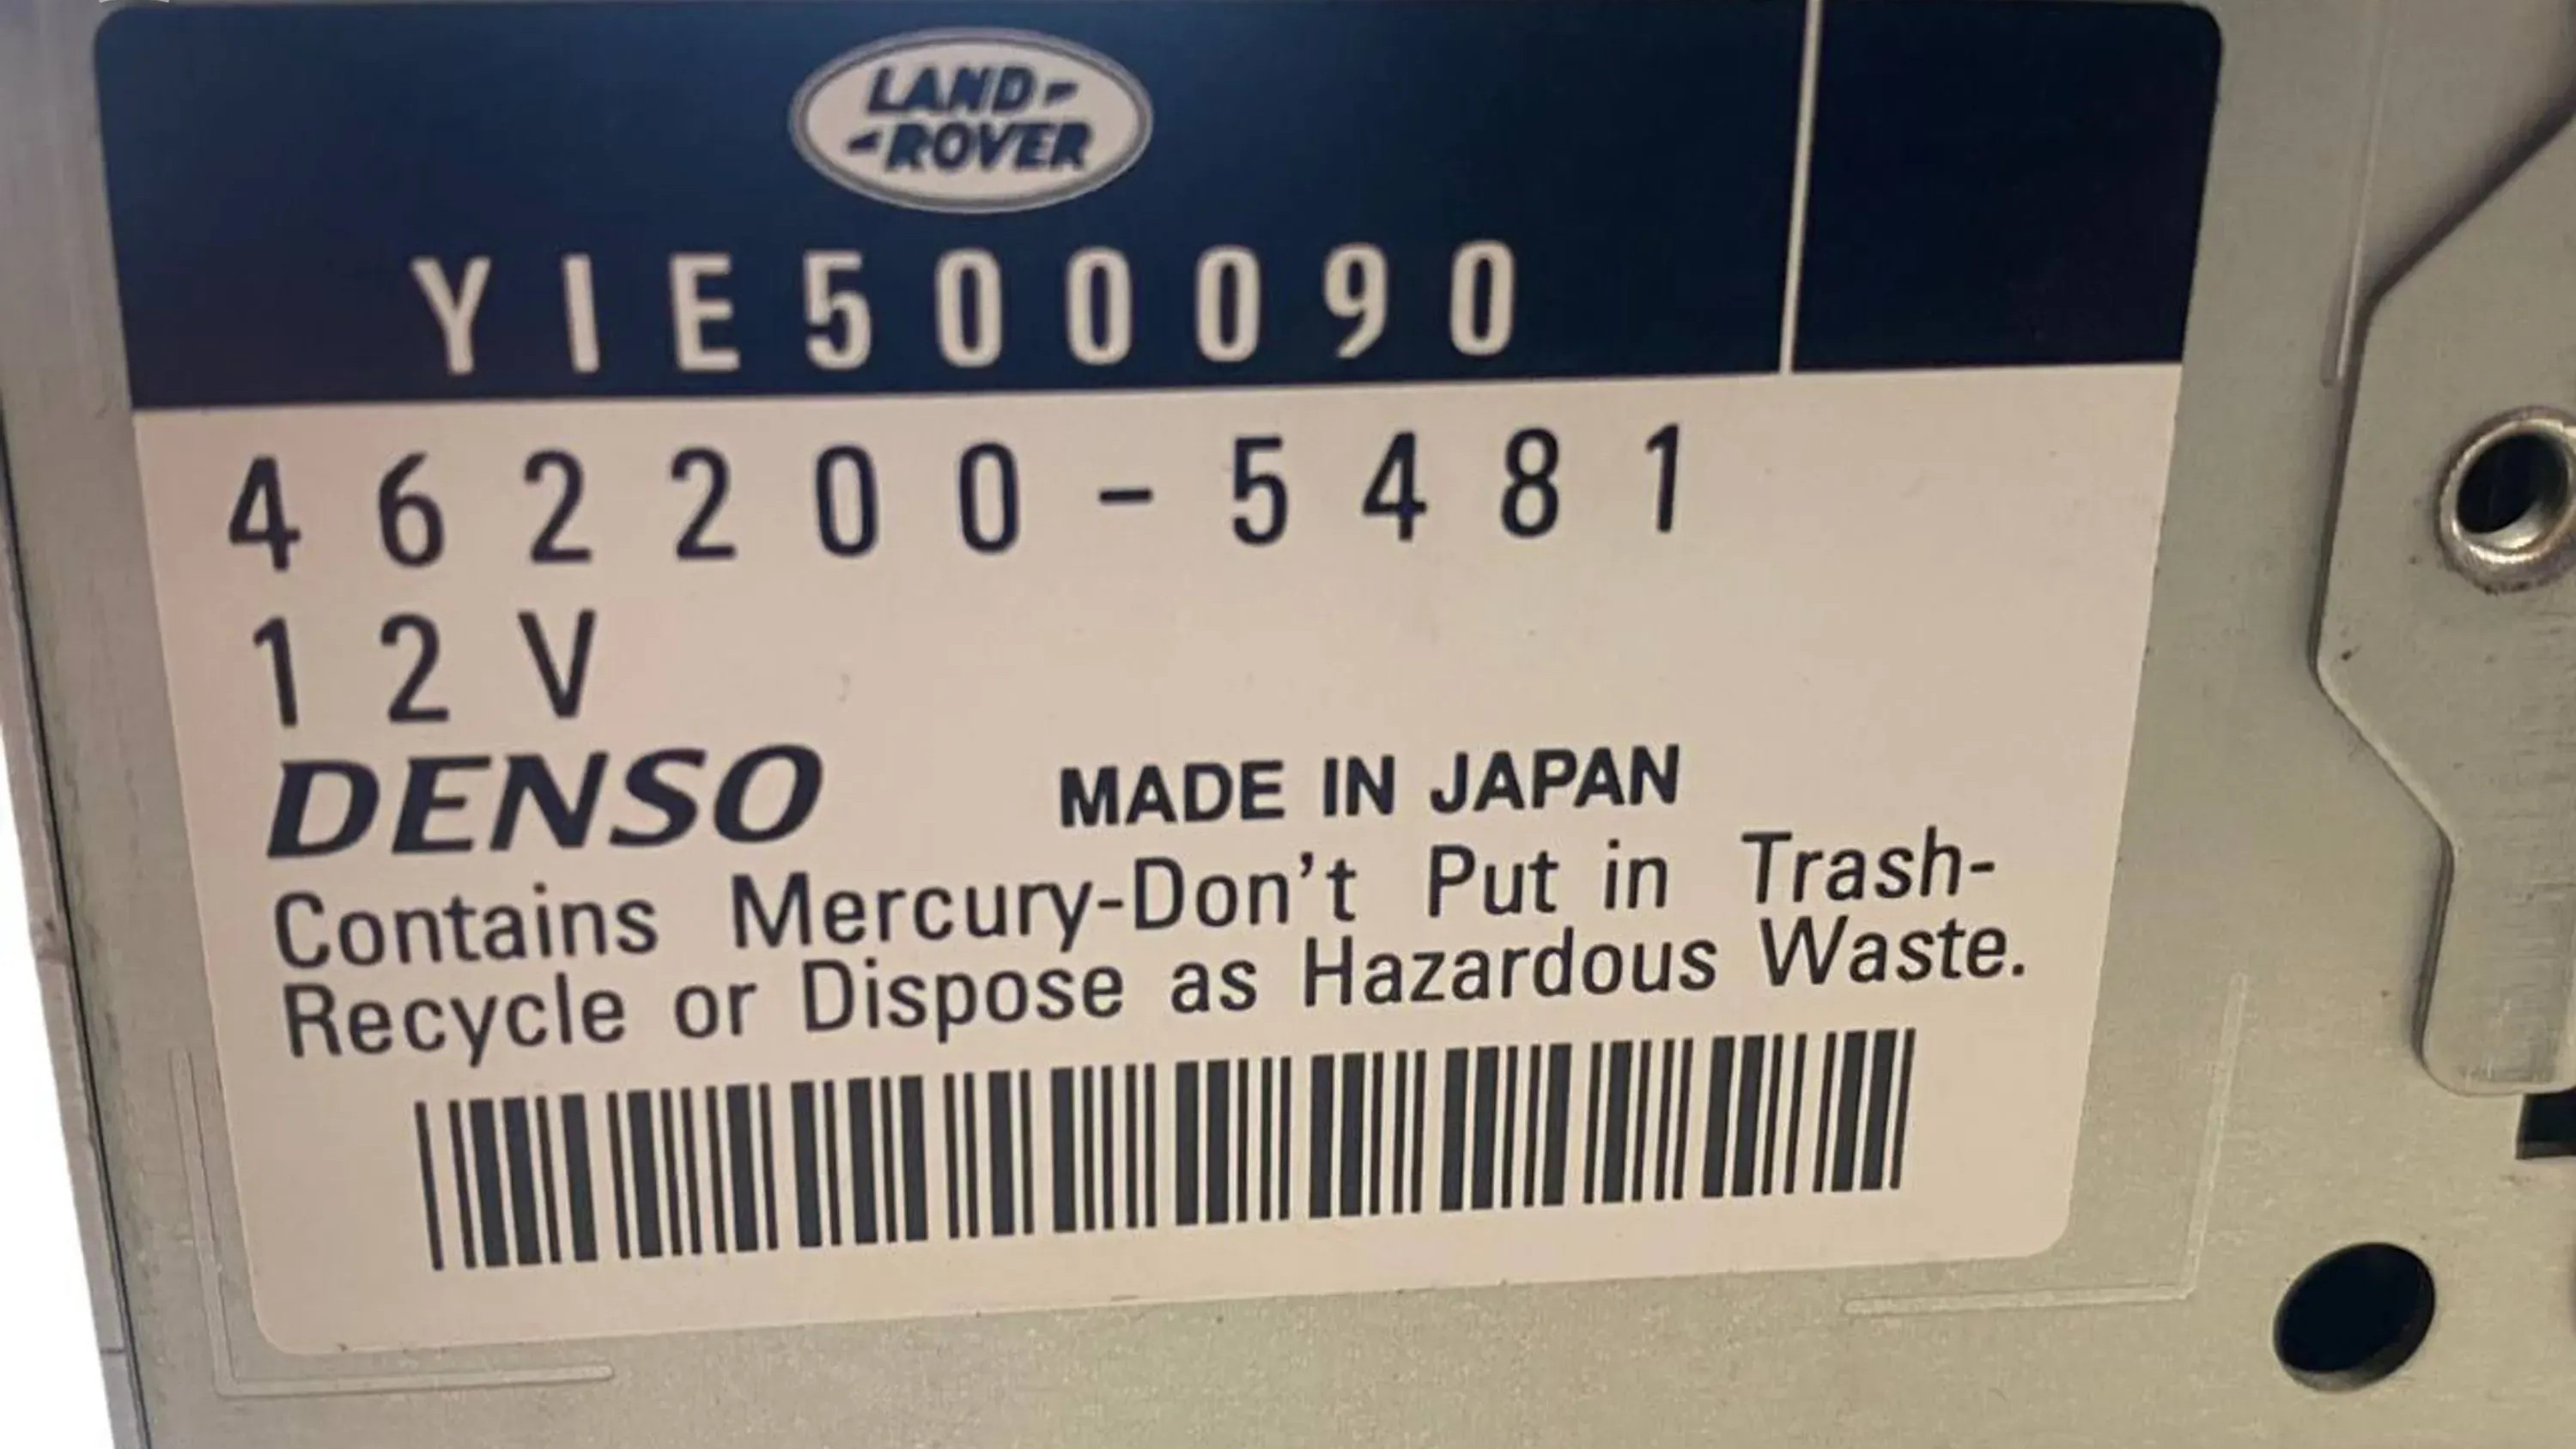 LAND-
-ROVER
YIE500090
462200-5481
12V
DENSO MADE IN JAPAN
Contains Mercury-Don't Put in Trash-
Recycle or Dispose as Hazardous Waste.